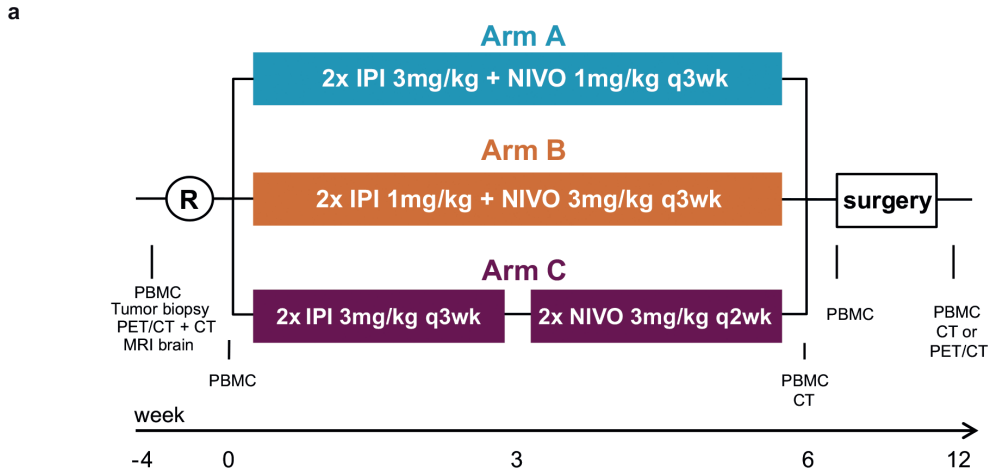 a
Arm A
2x IPI 3mg/kg + NIVO 1mg/kg q3wk
Arm B
R
2x IPI 1mg/kg + NIVO 3mg/kg q3wk
surgery
Arm C
2x IPI 3mg/kg q3wk
2x NIVO 3mg/kg q2wk
PBMC
Tumor biopsy
PET/CT + CT
MRI brain
PBMC
PBMC
CT
PBMC
PBMC
CT or
PET/CT
week
-4 0 3 6 12